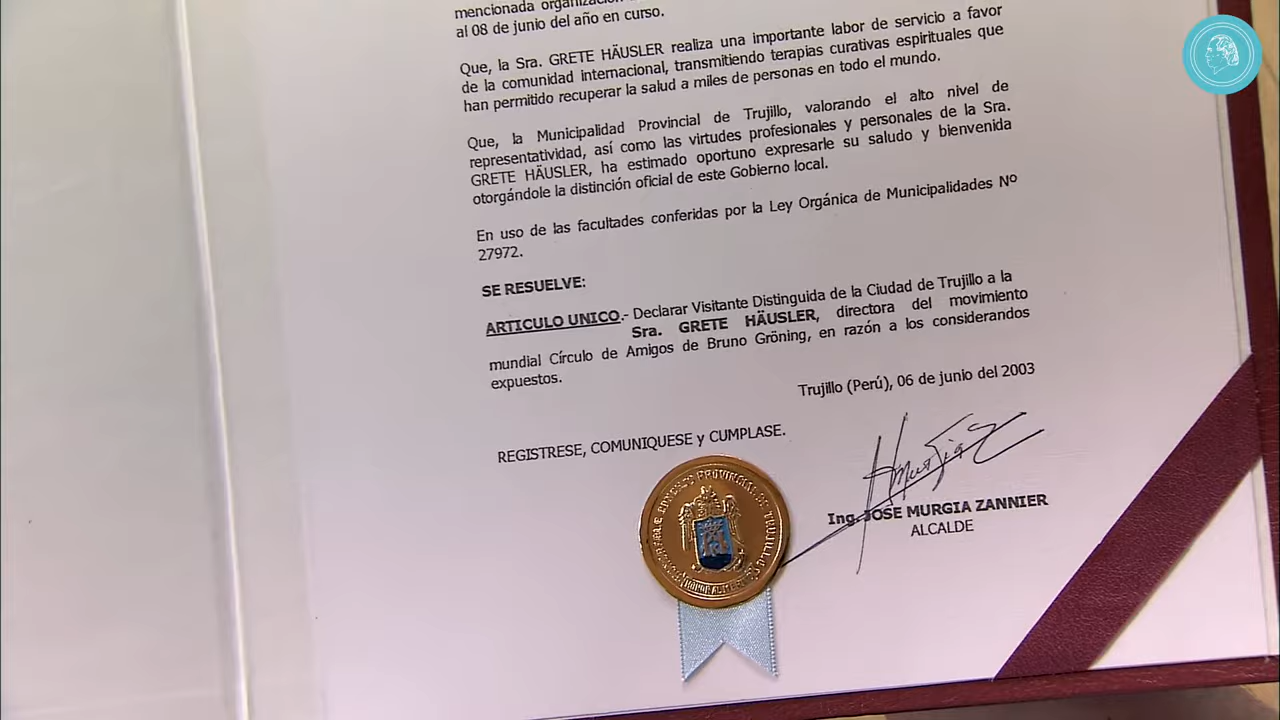 mencionada
al 08 de junio del año en curso.
Que, la Sra. GRETE HÄUSLER realiza una importante labor de servicio a favor
de la comunidad internacional, transmitiendo terapias curativas espirituales que
han permitido recuperar la salud a miles de personas en todo el mundo.
Que, la Municipalidad Provincial de Trujillo, valorando el alto nivel de
representatividad, así como las virtudes profesionales y personales de la Sra.
GRETE HÄUSLER, ha estimado oportuno expresarle su saludo y bienvenida
otorgándole la distinción oficial de este Gobierno local.
En uso de las facultades conferidas por la Ley Orgánica de Municipalidades Nº
27972.
SE RESUELVE:
ARTICULO UNICO.- Declarar Visitante Distinguida de la Ciudad de Trujillo a la
Sra. GRETE HÄUSLER, directora del movimiento
mundial Círculo de Amigos de Bruno Gröning, en razón a los considerandos
expuestos.
Trujillo (Perú), 06 de junio del 2003
REGISTRESE, COMUNIQUESE y CUMPLASE.
CONCEJO PROVINCIAL DE TRUJILLO
Ing. JOSE MURGIA ZANNIER
ALCALDE